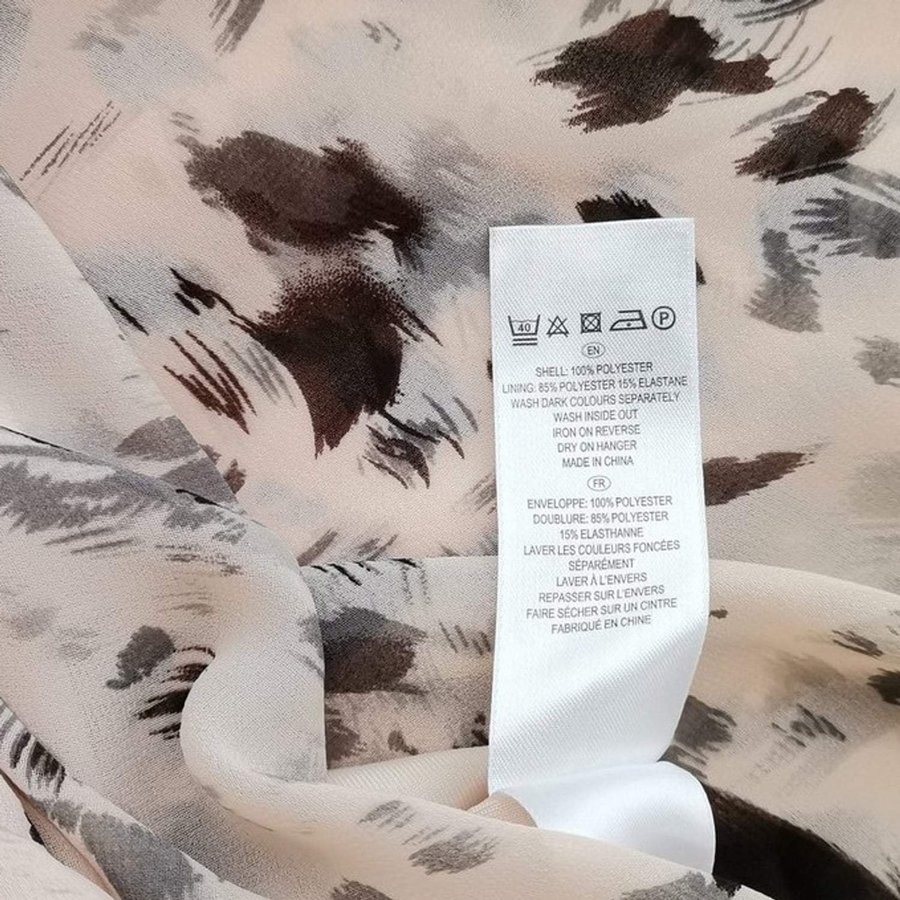 40 P
EN
SHELL: 100% POLYESTER
LINING: 85% POLYESTER 15% ELASTANE
WASH DARK COLOURS SEPARATELY
WASH INSIDE OUT
IRON ON REVERSE
DRY ON HANGER
MADE IN CHINA
FR
ENVELOPPE: 100% POLYESTER
DOUBLURE: 85% POLYESTER
15% ELASTHANNE
LAVER LES COULEURS FONCÉES
SÉPARÉMENT
LAVER À L'ENVERS
REPASSER SUR L'ENVERS
FAIRE SÉCHER SUR UN CINTRE
FABRIQUÉ EN CHINE